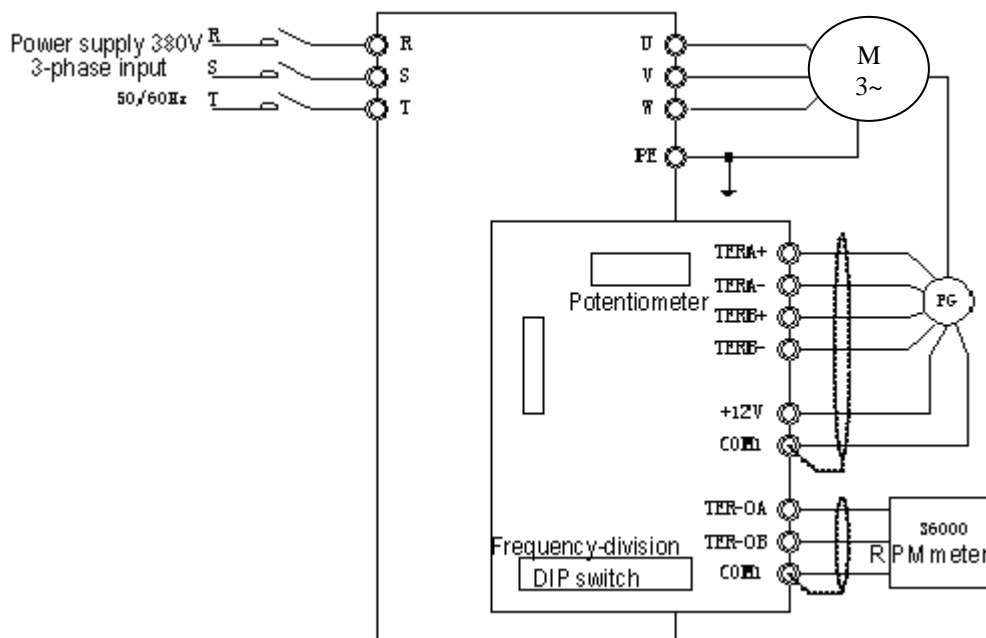 Power supply 380V
3-phase input
50/60Hz
R
S
T
R
S
T
U
V
W
PE
M
3~
TERA+
TERA-
TERB+
TERB-
+12V
COM1
PG
Potentiometer
TER-OA
TER-OB
COM1
S6000
RPM meter
Frequency-division
DIP switch